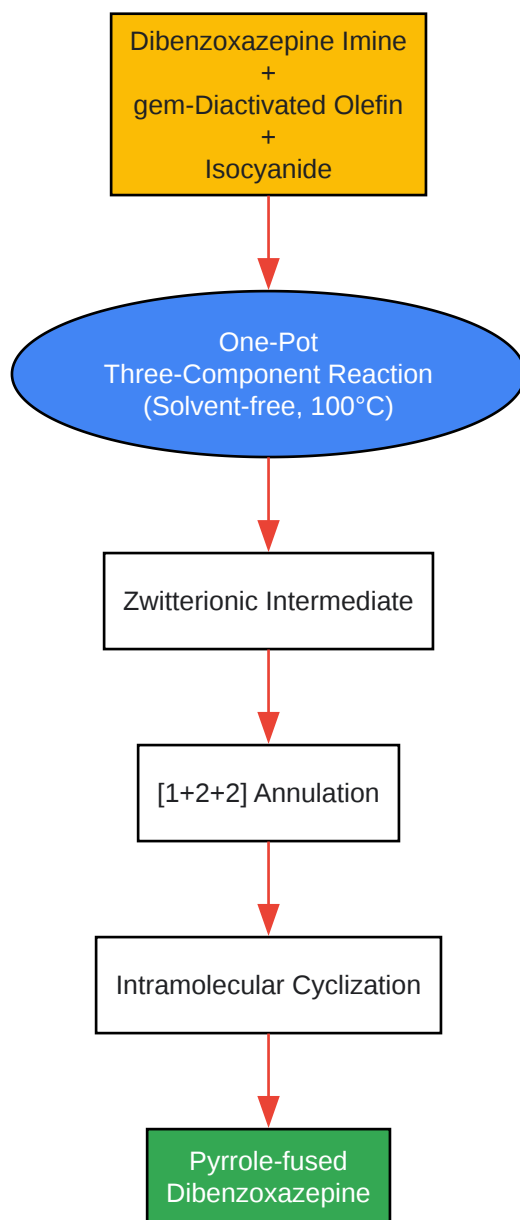 Dibenzoxazepine Imine
+
gem-Diactivated Olefin
+
Isocyanide
One-Pot
Three-Component Reaction
(Solvent-free, 100°C)
Zwitterionic Intermediate
[1+2+2] Annulation
Intramolecular Cyclization
Pyrrole-fused
Dibenzoxazepine